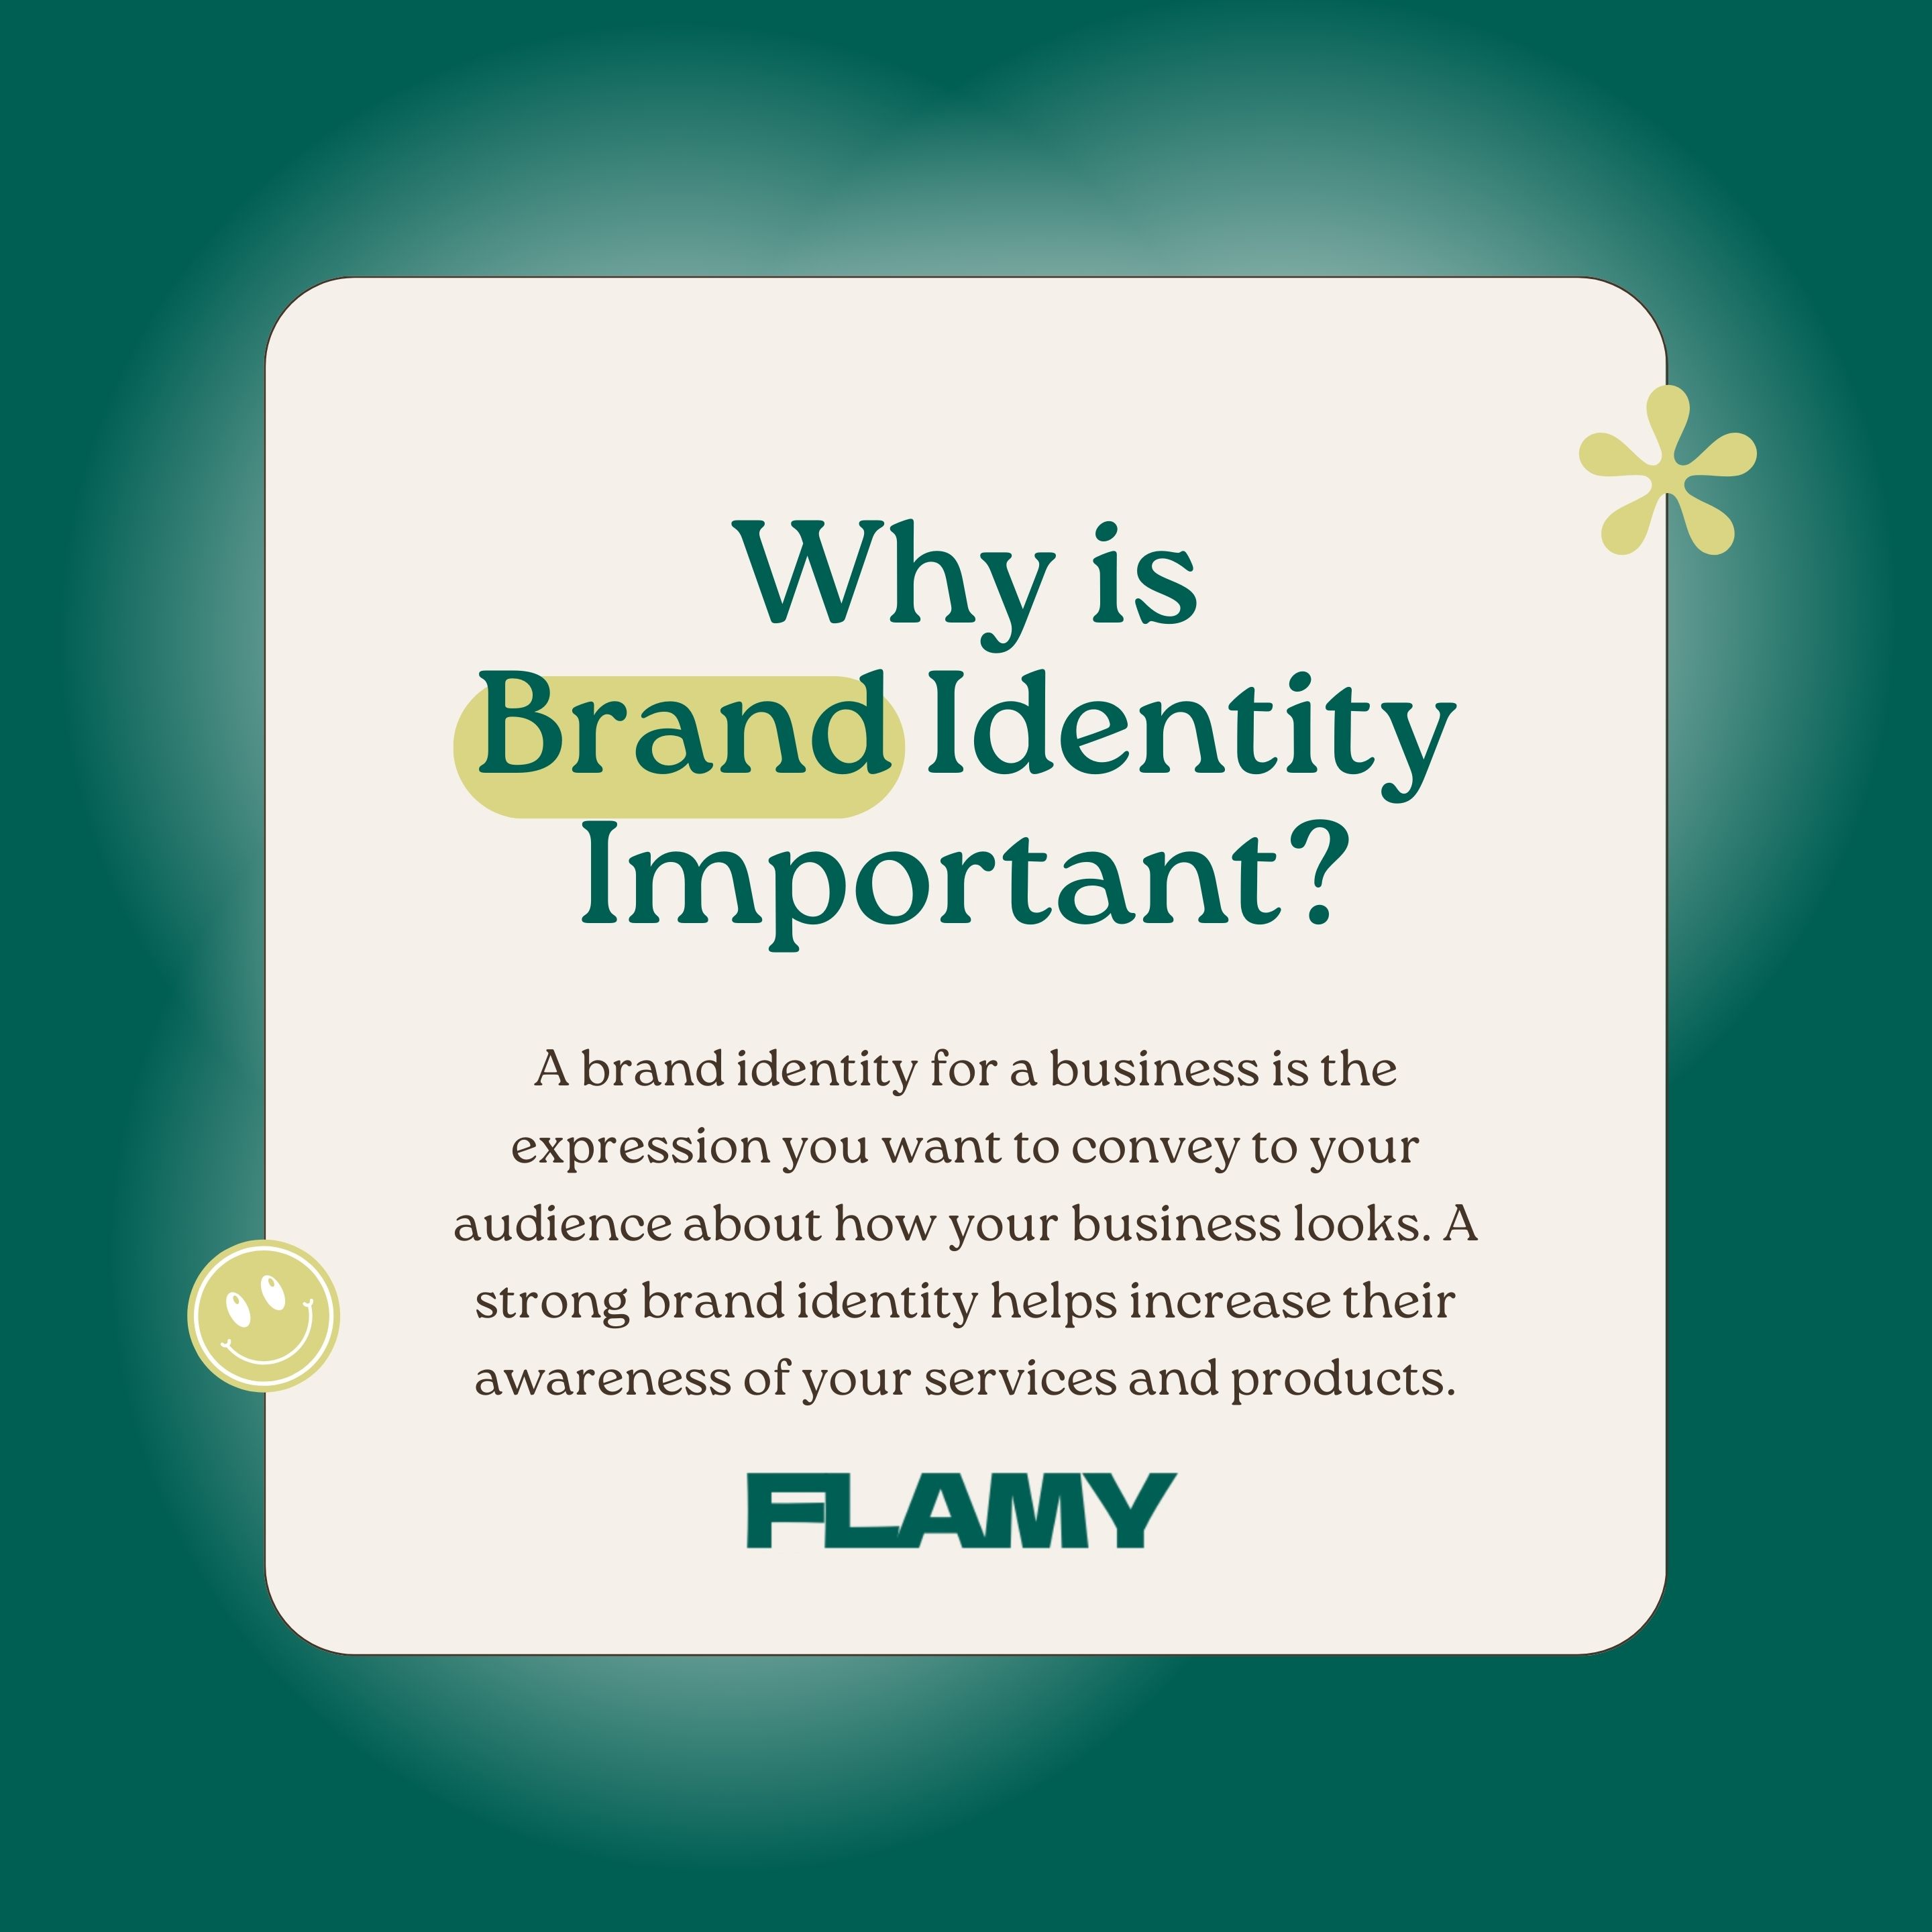 Why is
Brand Identity
Important?
A brand identity for a business is the
expression you want to convey to your
audience about how your business looks. A
strong brand identity helps increase their
awareness of your services and products.
FLAMY